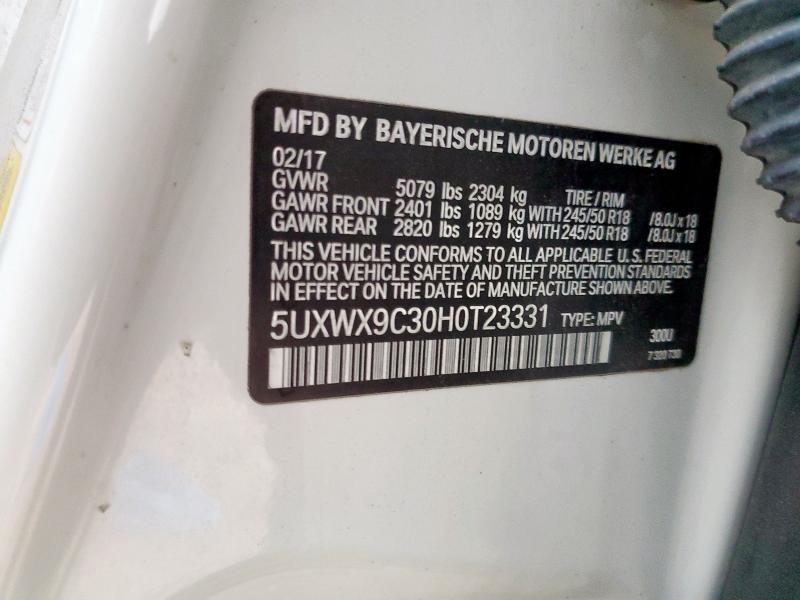 MFD BY BAYERISCHE MOTOREN WERKE AG
02/17
GVWR 5079 lbs 2304 kg TIRE / RIM
GAWR FRONT 2401 lbs 1089 kg WITH 245/50 R18 /8.0J x 18
GAWR REAR 2820 lbs 1279 kg WITH 245/50 R18 /8.0J x 18
THIS VEHICLE CONFORMS TO ALL APPLICABLE U.S. FEDERAL
MOTOR VEHICLE SAFETY AND THEFT PREVENTION STANDARDS
IN EFFECT ON THE DATE OF MANUFACTURE SHOWN ABOVE.
5UXWX9C30H0T23331 TYPE: MPV 300U
7 320 730